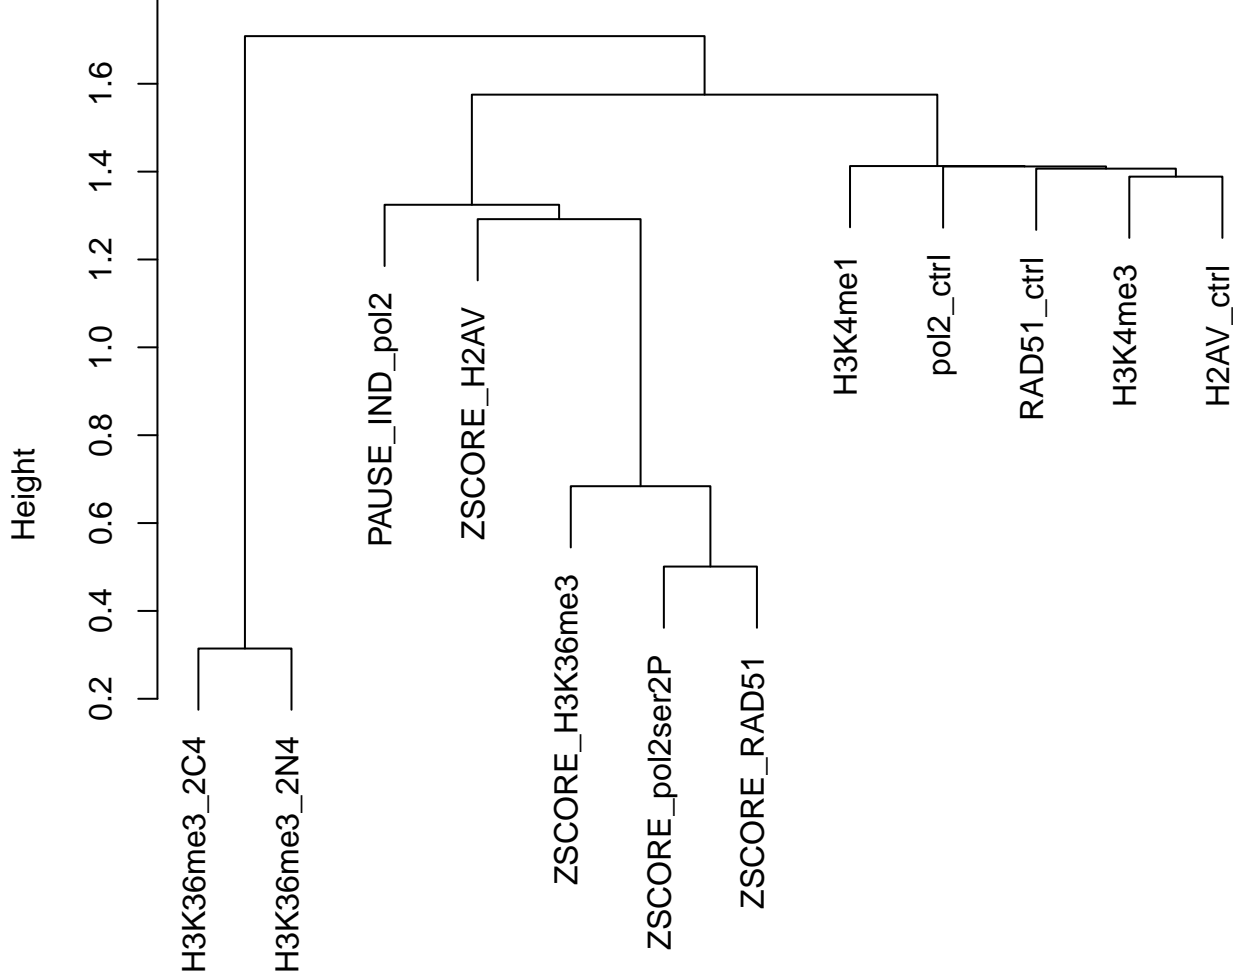 Height
1.6
1.4
1.2
1.0
0.8
0.6
0.4
0.2
H3K36me3_2C4
H3K36me3_2N4
PAUSE_IND_pol2
ZSCORE_H2AV
ZSCORE_H3K36me3
ZSCORE_pol2ser2P
ZSCORE_RAD51
H3K4me1
pol2_ctrl
RAD51_ctrl
H3K4me3
H2AV_ctrl